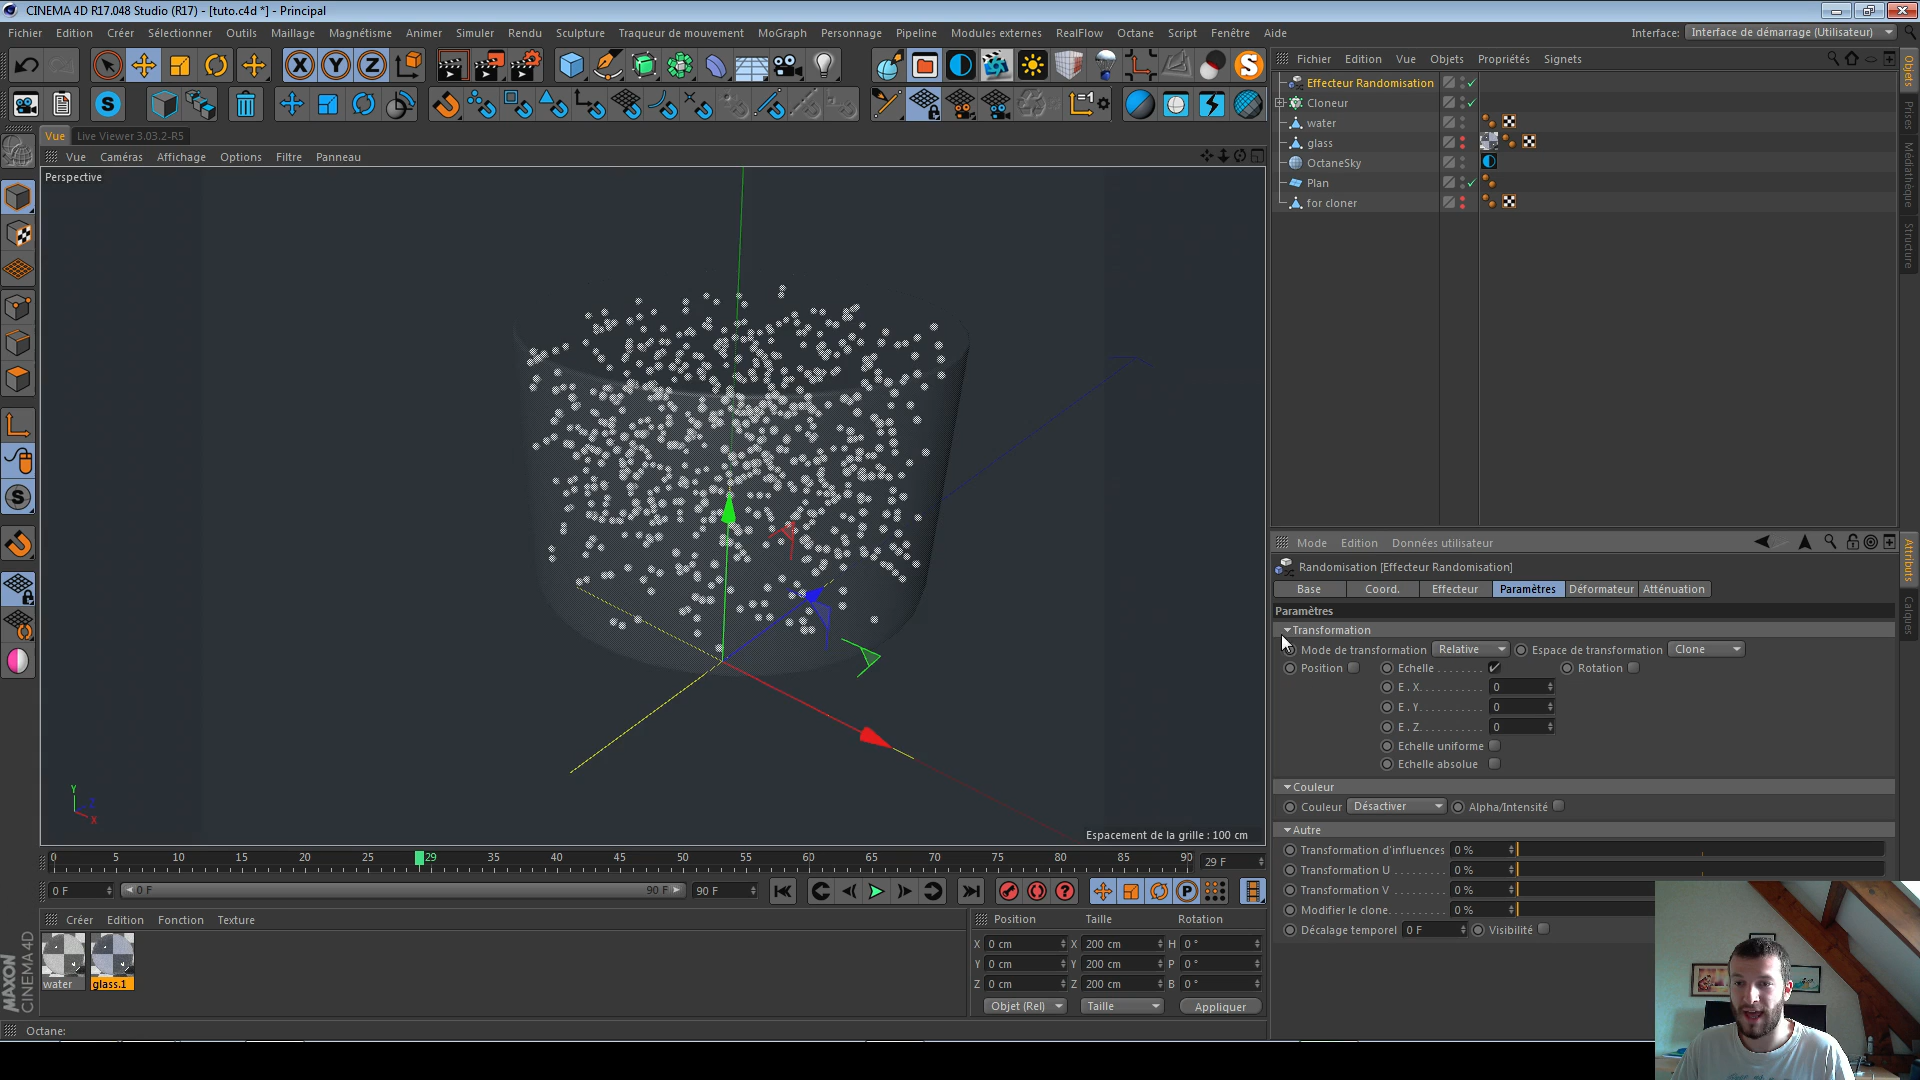 CINEMA 4D R17.048 Studio (R17) - [tuto.c4d *] - Principal
Fichier Edition Créer Sélectionner Outils Maillage Magnétisme Animer Simuler Rendu Sculpture Traqueur de mouvement MoGraph Personnage Pipeline Modules externes RealFlow Octane Script Fenêtre Aide Interface: Interface de démarrage (Utilisateur)
Fichier Edition Vue Objets Propriétés Signets
Effecteur Randomisation
Cloneur
water
glass
OctaneSky
Plan
for cloner
Objets
Prises
Médiathèque
Structure
Vue Live Viewer 3.03.2-R5
Vue Caméras Affichage Options Filtre Panneau
Perspective
Y
Z
X
Espacement de la grille : 100 cm
Mode Edition Données utilisateur
Randomisation [Effecteur Randomisation]
Base Coord. Effecteur Paramètres Déformateur Atténuation
Paramètres
Transformation
Mode de transformation Relative Espace de transformation Clone
Position Echelle Rotation
E . X 0
E . Y 0
E . Z 0
Echelle uniforme
Echelle absolue
Couleur
Couleur Désactiver Alpha/Intensité
Autre
Transformation d'influences 0 %
Transformation U 0 %
Transformation V 0 %
Modifier le clone 0 %
Décalage temporel 0 F Visibilité
Attributs
Calques
0 5 10 15 20 25 29 35 40 45 50 55 60 65 70 75 80 85 90 29 F
0 F 0 F 90 F 90 F
Créer Edition Fonction Texture
water glass.1
Position Taille Rotation
X 0 cm X 200 cm H 0 °
Y 0 cm Y 200 cm P 0 °
Z 0 cm Z 200 cm B 0 °
Objet (Rel) Taille Appliquer
MAXON
CINEMA 4D
Octane: